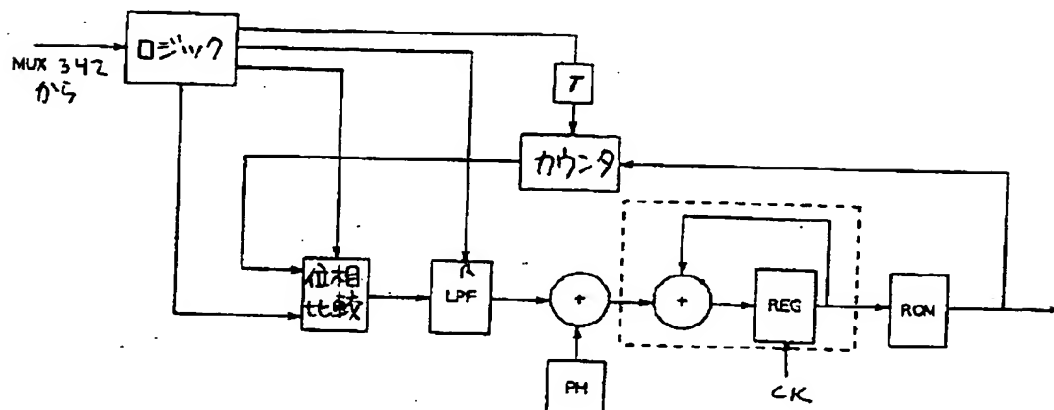 ロジック
MUX 342
から
T
カウンタ
位相
比較
R
LPF
+
+
REG
ROM
PH
CK